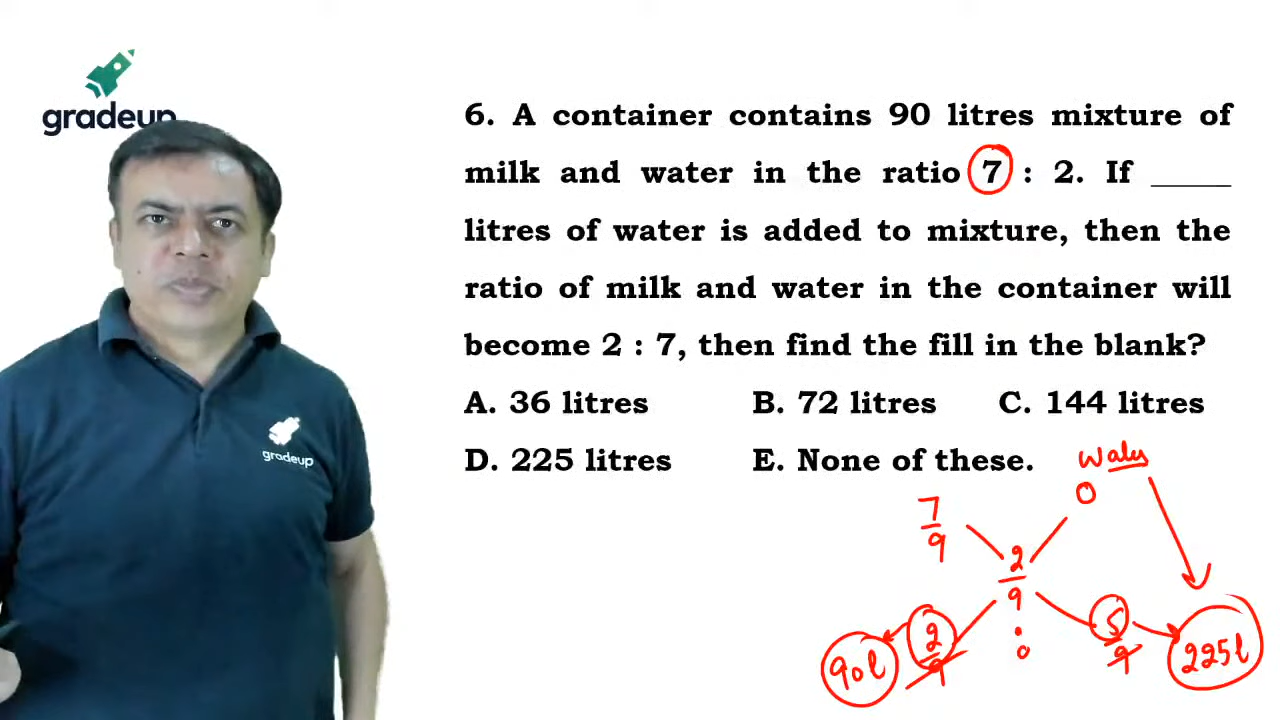 gradeup
6. A container contains 90 litres mixture of
milk and water in the ratio 7 : 2. If _____
litres of water is added to mixture, then the
ratio of milk and water in the container will
become 2 : 7, then find the fill in the blank?
A. 36 litres B. 72 litres C. 144 litres
D. 225 litres E. None of these.
gradeup
Water
0
7/9
2/9
:
0
90l 2/9 5/9 225l